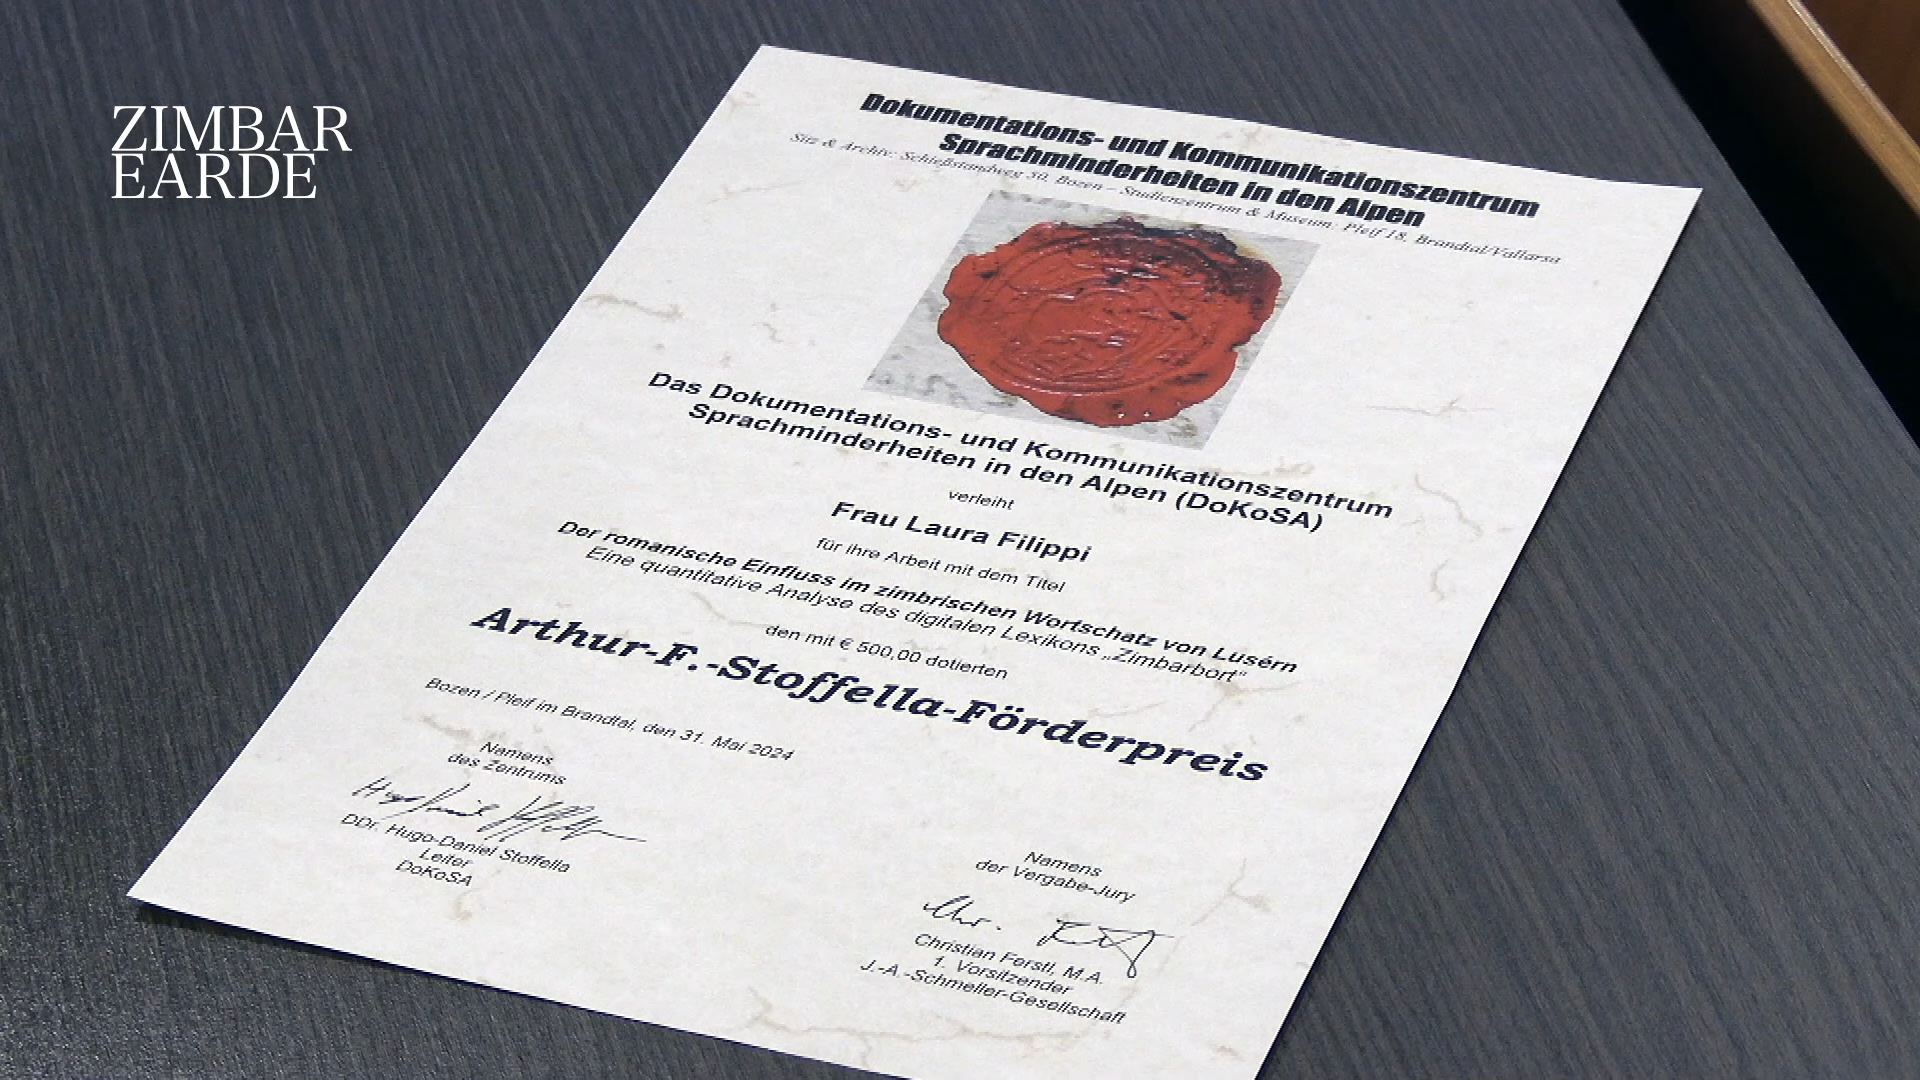 ZIMBAR
EARDE
Dokumentations- und Kommunikationszentrum
Sprachminderheiten in den Alpen
Sitz & Archiv: Schießstandweg 30, Bozen – Studienzentrum & Museum: Pleif 18, Brandtal/Vallarsa
Das Dokumentations- und Kommunikationszentrum
Sprachminderheiten in den Alpen (DoKoSA)
verleiht
Frau Laura Filippi
für ihre Arbeit mit dem Titel
Der romanische Einfluss im zimbrischen Wortschatz von Lusérn
Eine quantitative Analyse des digitalen Lexikons „Zimbarbort“
den mit € 500,00 dotierten
Arthur-F.-Stoffella-Förderpreis
Bozen / Pleif im Brandtal, den 31. Mai 2024
Namens
des Zentrums
DDr. Hugo-Daniel Stoffella
Leiter
DoKoSA
Namens
der Vergabe-Jury
Christian Ferstl, M.A.
1. Vorsitzender
J.-A.-Schmeller-Gesellschaft